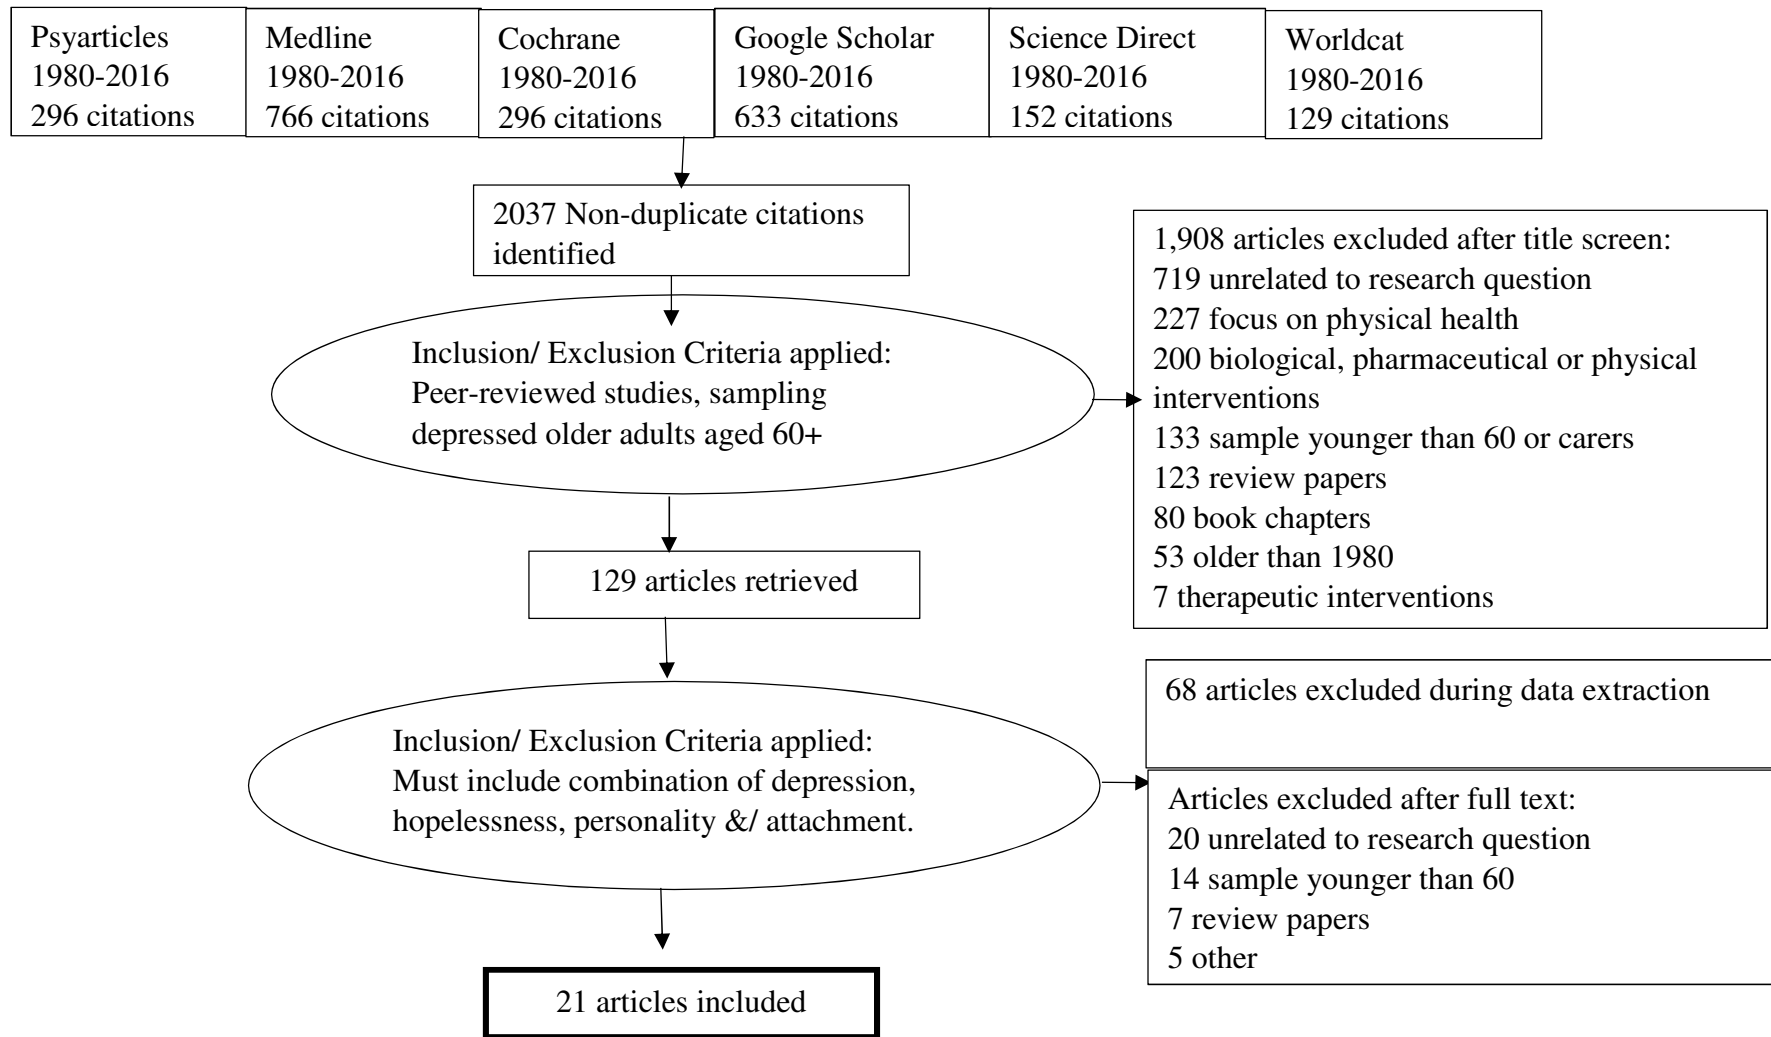 Psyarticles
1980-2016
296 citations
Medline
1980-2016
766 citations
Cochrane
1980-2016
296 citations
Google Scholar
1980-2016
633 citations
Science Direct
1980-2016
152 citations
Worldcat
1980-2016
129 citations
2037 Non-duplicate citations
identified
1,908 articles excluded after title screen:
719 unrelated to research question
227 focus on physical health
200 biological, pharmaceutical or physical
interventions
133 sample younger than 60 or carers
123 review papers
80 book chapters
53 older than 1980
7 therapeutic interventions
Inclusion/ Exclusion Criteria applied:
Peer-reviewed studies, sampling
depressed older adults aged 60+
129 articles retrieved
68 articles excluded during data extraction
Inclusion/ Exclusion Criteria applied:
Must include combination of depression,
hopelessness, personality &/ attachment.
Articles excluded after full text:
20 unrelated to research question
14 sample younger than 60
7 review papers
5 other
21 articles included